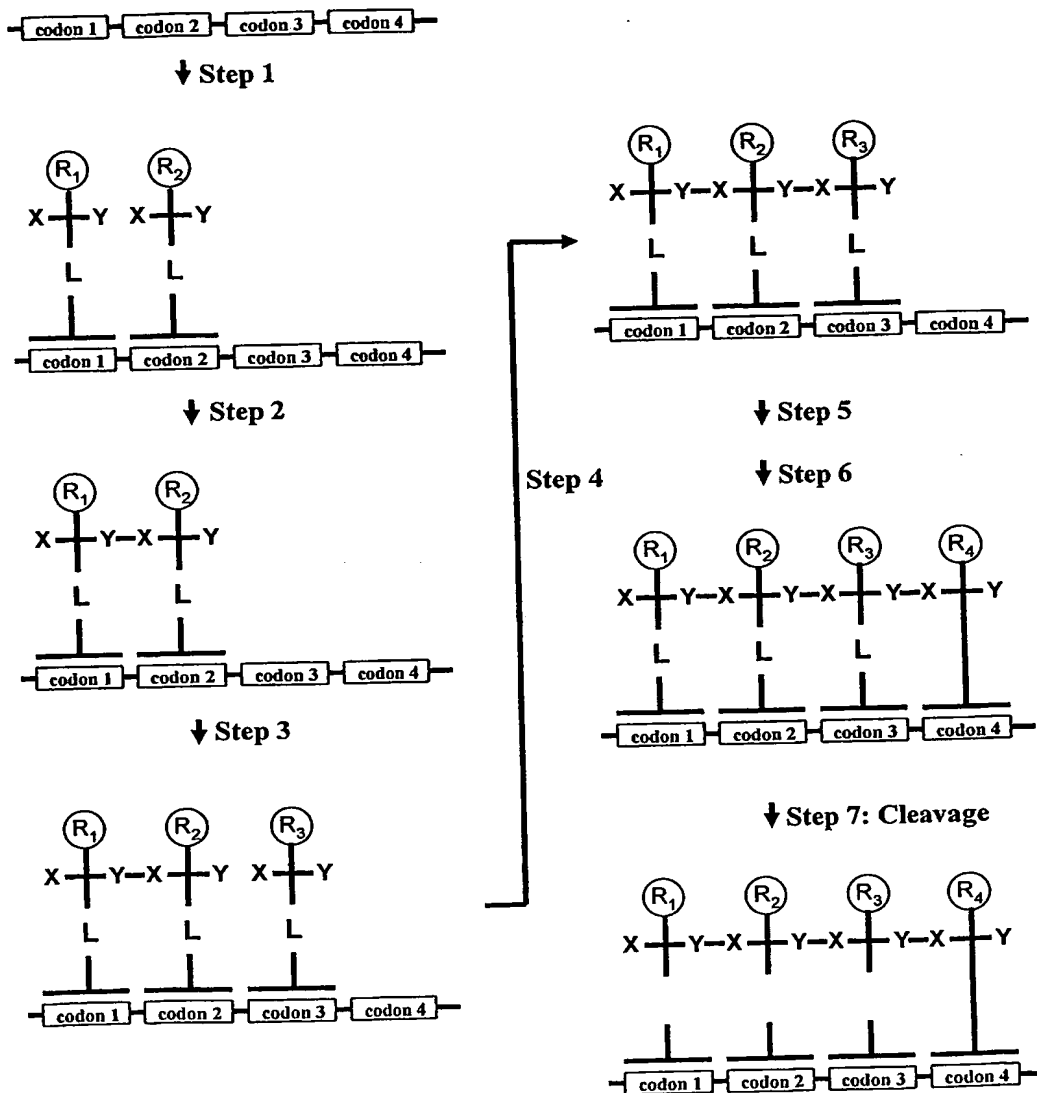 codon 1 codon 2 codon 3 codon 4
Step 1
R1 R2
X Y X Y
L L
codon 1 codon 2 codon 3 codon 4
Step 2
R1 R2
X Y—X Y
L L
codon 1 codon 2 codon 3 codon 4
Step 3
R1 R2 R3
X Y—X Y X Y
L L L
codon 1 codon 2 codon 3 codon 4
Step 4
R1 R2 R3
X Y—X Y—X Y
L L L
codon 1 codon 2 codon 3 codon 4
Step 5
Step 6
R1 R2 R3 R4
X Y—X Y—X Y—X Y
L L L
codon 1 codon 2 codon 3 codon 4
Step 7: Cleavage
R1 R2 R3 R4
X Y—X Y—X Y—X Y
codon 1 codon 2 codon 3 codon 4